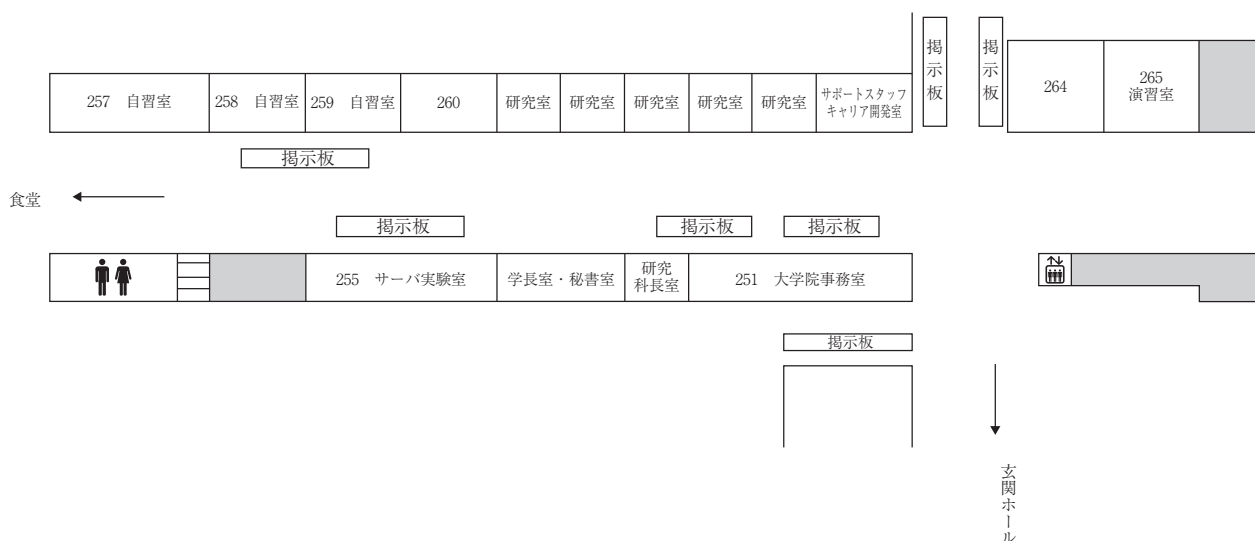 掲示板
掲示板
257 自習室
258 自習室
259 自習室
260
研究室
研究室
研究室
研究室
研究室
サポートスタッフ
キャリア開発室
264
265
演習室
掲示板
食堂
掲示板
掲示板
掲示板
255 サーバ実験室
学長室・秘書室
研究
科長室
251 大学院事務室
掲示板
玄関ホール